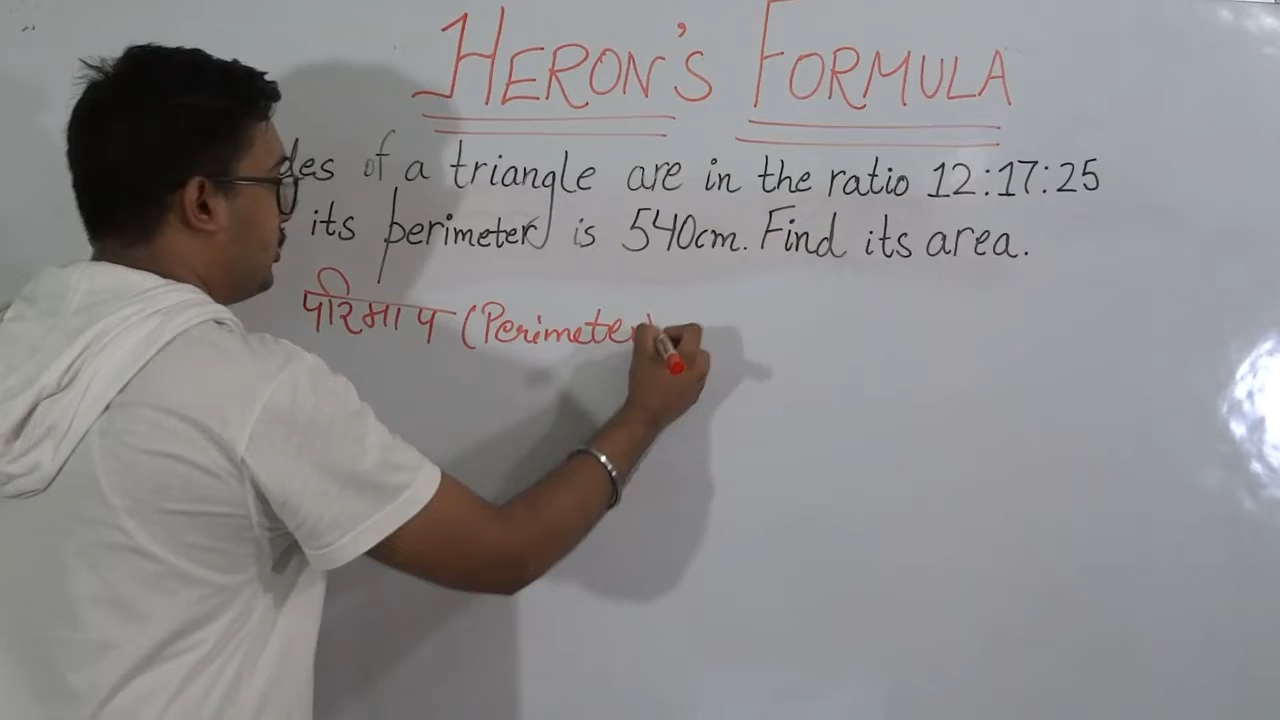 HERON'S FORMULA
des of a triangle are in the ratio 12:17:25
its perimeter is 540cm. Find its area.
परिमाप (Perimeter)